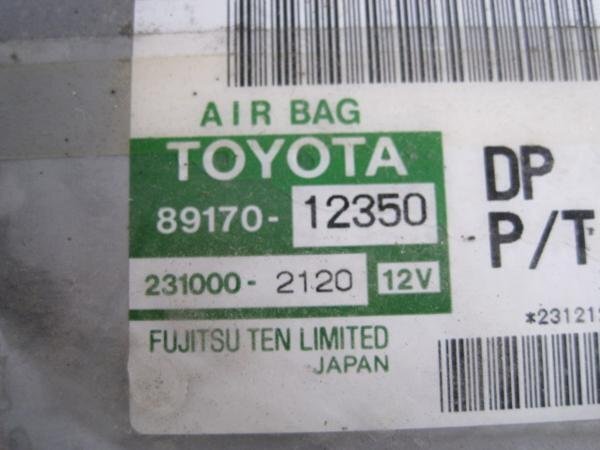 AIR BAG
TOYOTA
89170-12350
231000-2120 12V
FUJITSU TEN LIMITED
JAPAN
DP
P/T